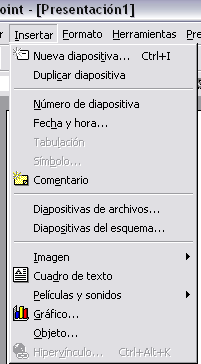 oint - [Presentación1]
Insertar Formato Herramientas Pre
Nueva diapositiva... Ctrl+I
Duplicar diapositiva
Número de diapositiva
Fecha y hora...
Tabulación
Símbolo...
Comentario
Diapositivas de archivos...
Diapositivas del esquema...
Imagen
Cuadro de texto
Películas y sonidos
Gráfico...
Objeto...
Hipervínculo... Ctrl+Alt+K